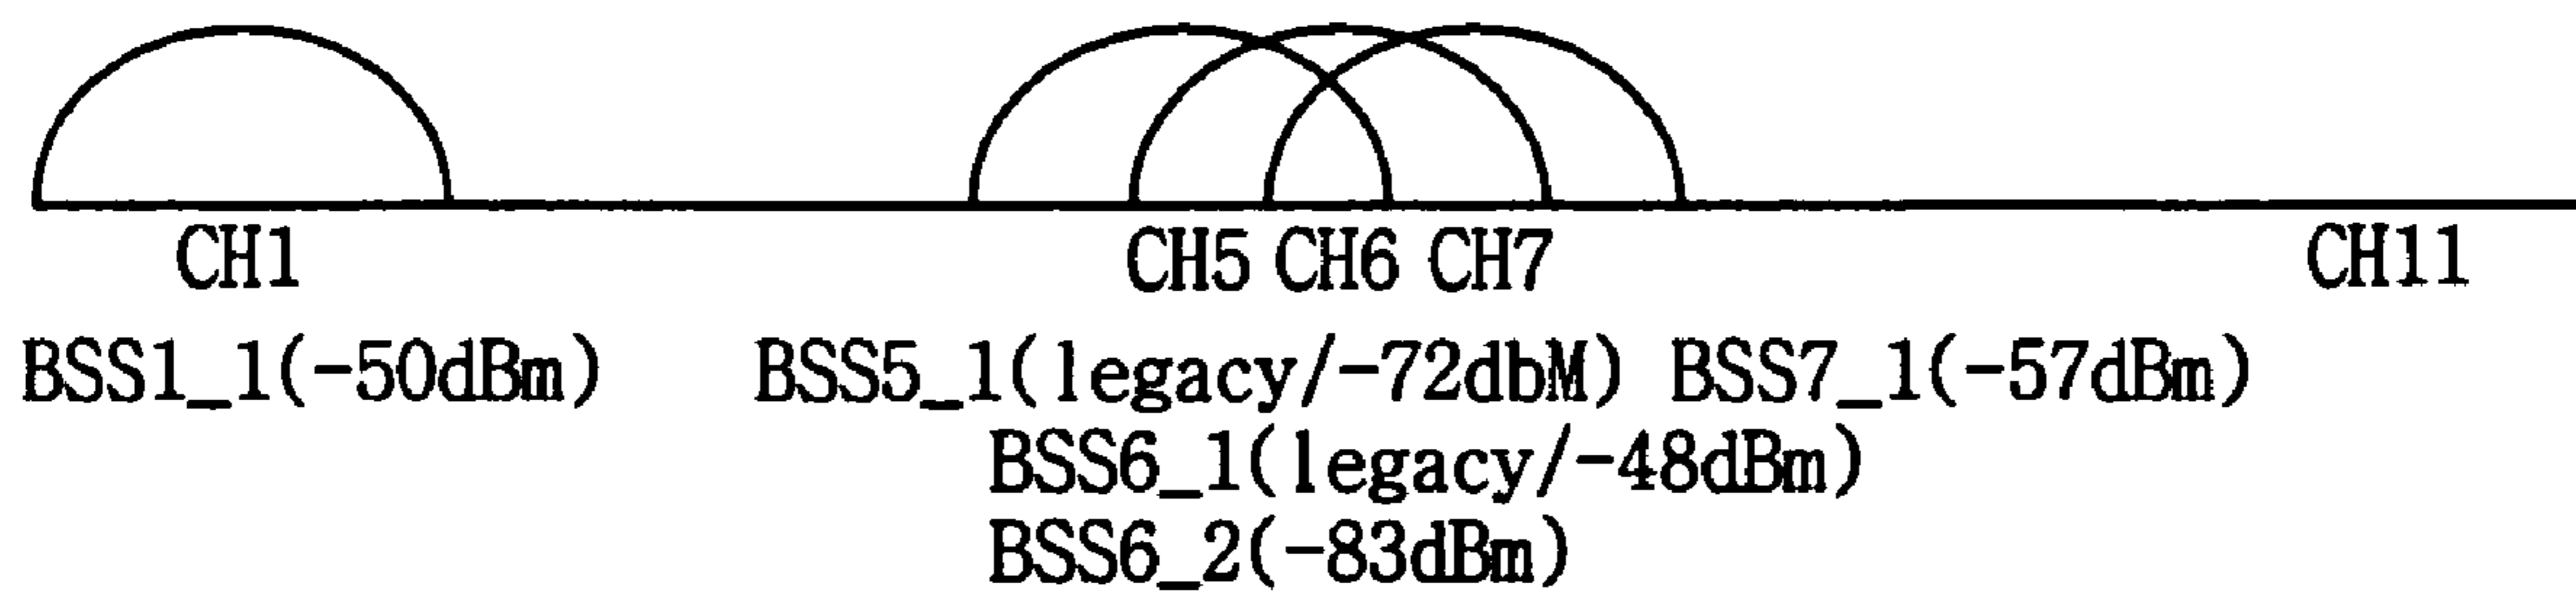 CH1 CH5 CH6 CH7 CH11
BSS1_1(-50dBm) BSS5_1(legacy/-72dbM) BSS7_1(-57dBm)
BSS6_1(legacy/-48dBm)
BSS6_2(-83dBm)